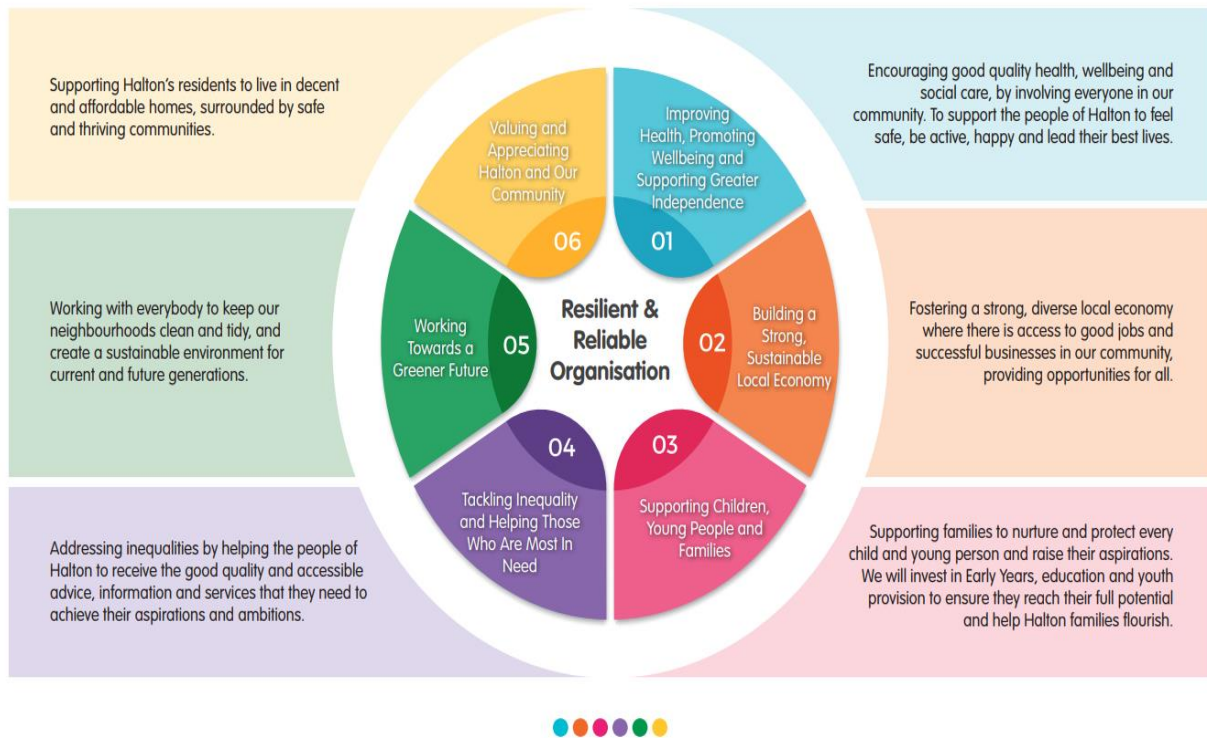 Supporting Halton's residents to live in decent
and affordable homes, surrounded by safe
and thriving communities.
Encouraging good quality health, wellbeing and
social care, by involving everyone in our
community. To support the people of Halton to feel
safe, be active, happy and lead their best lives.
Valuing and
Appreciating
Halton and Our
Community
06
Improving
Health, Promoting
Wellbeing and
Supporting Greater
Independence
01
Working with everybody to keep our
neighbourhoods clean and tidy, and
create a sustainable environment for
current and future generations.
Working
Towards a
Greener Future
05
Resilient &
Reliable
Organisation
02
Building a
Strong,
Sustainable
Local Economy
Fostering a strong, diverse local economy
where there is access to good jobs and
successful businesses in our community,
providing opportunities for all.
04
Tackling Inequality
and Helping Those
Who Are Most In
Need
03
Supporting Children,
Young People and
Families
Addressing inequalities by helping the people of
Halton to receive the good quality and accessible
advice, information and services that they need to
achieve their aspirations and ambitions.
Supporting families to nurture and protect every
child and young person and raise their aspirations.
We will invest in Early Years, education and youth
provision to ensure they reach their full potential
and help Halton families flourish.